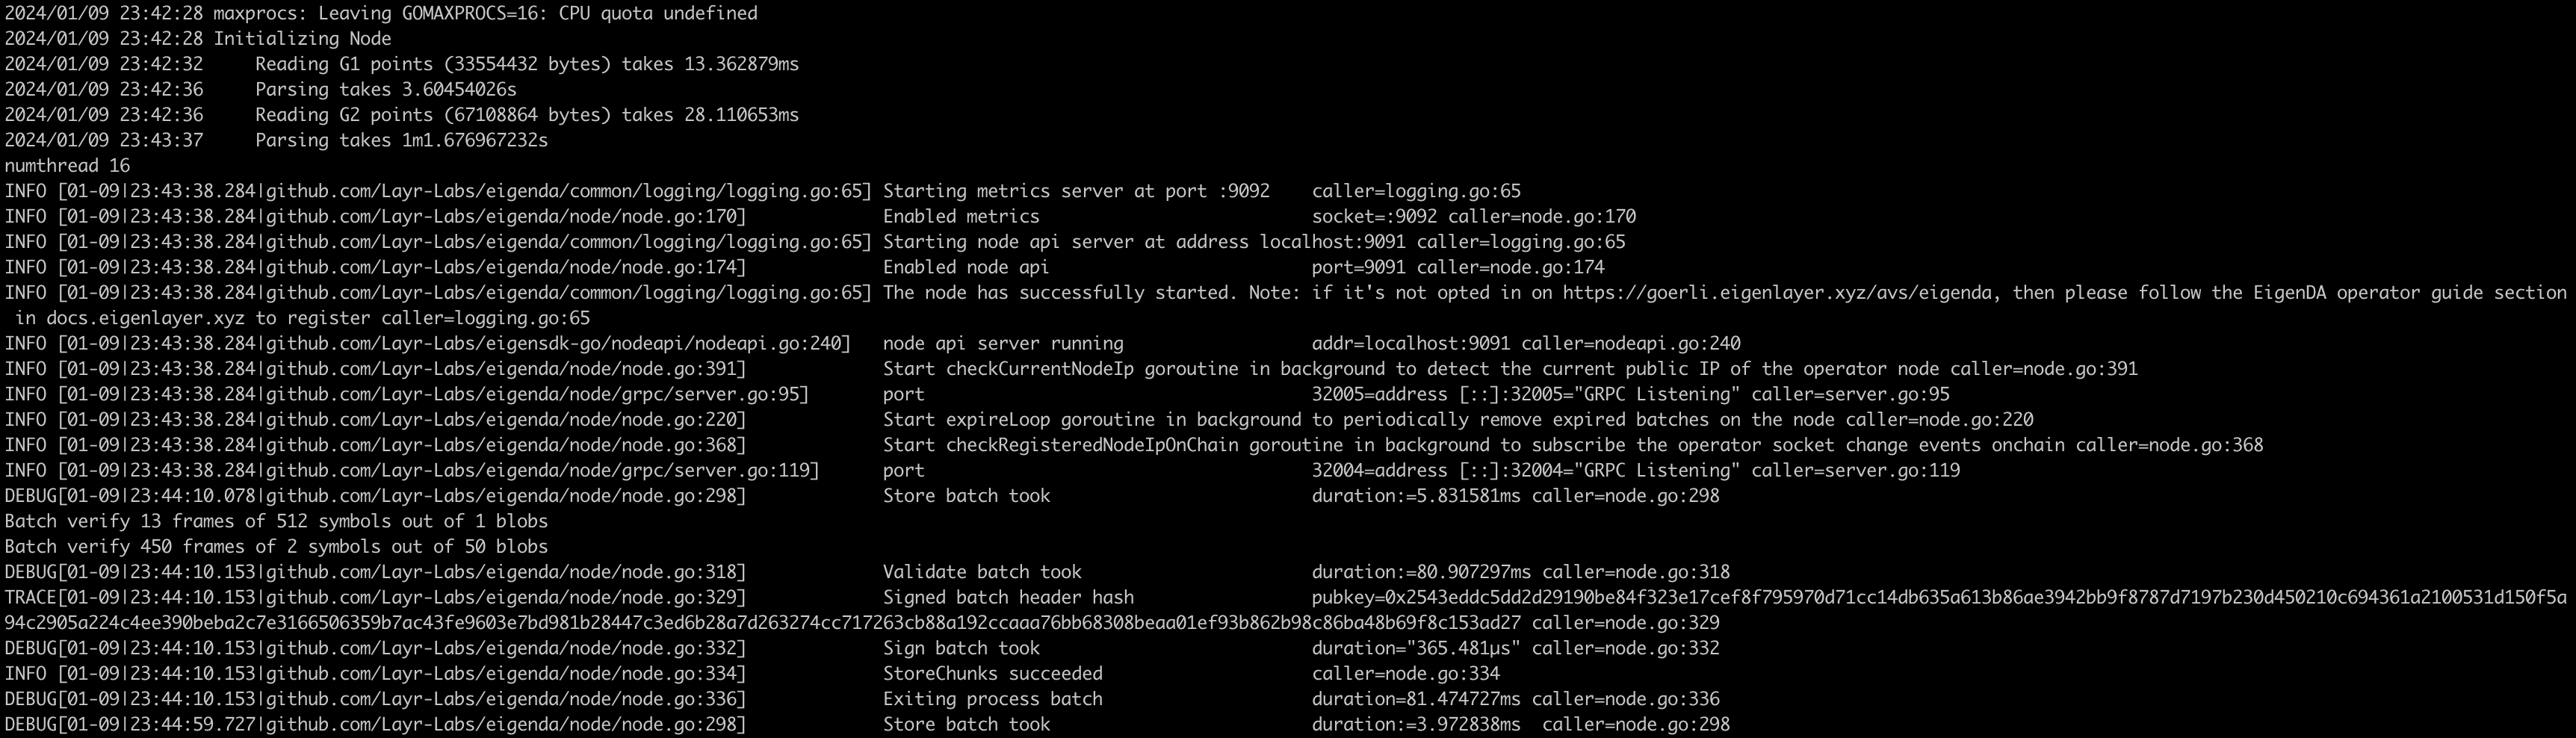 2024/01/09 23:42:28 maxprocs: Leaving GOMAXPROCS=16: CPU quota undefined
2024/01/09 23:42:28 Initializing Node
2024/01/09 23:42:32     Reading G1 points (33554432 bytes) takes 13.362879ms
2024/01/09 23:42:36     Parsing takes 3.60454026s
2024/01/09 23:42:36     Reading G2 points (67108864 bytes) takes 28.110653ms
2024/01/09 23:43:37     Parsing takes 1m1.676967232s
numthread 16
INFO [01-09|23:43:38.284|github.com/Layr-Labs/eigenda/common/logging/logging.go:65] Starting metrics server at port :9092    caller=logging.go:65
INFO [01-09|23:43:38.284|github.com/Layr-Labs/eigenda/node/node.go:170]             Enabled metrics                          socket=:9092 caller=node.go:170
INFO [01-09|23:43:38.284|github.com/Layr-Labs/eigenda/common/logging/logging.go:65] Starting node api server at address localhost:9091 caller=logging.go:65
INFO [01-09|23:43:38.284|github.com/Layr-Labs/eigenda/node/node.go:174]             Enabled node api                         port=9091 caller=node.go:174
INFO [01-09|23:43:38.284|github.com/Layr-Labs/eigenda/common/logging/logging.go:65] The node has successfully started. Note: if it's not opted in on https://goerli.eigenlayer.xyz/avs/eigenda, then please follow the EigenDA operator guide section
 in docs.eigenlayer.xyz to register caller=logging.go:65
INFO [01-09|23:43:38.284|github.com/Layr-Labs/eigensdk-go/nodeapi/nodeapi.go:240]   node api server running                  addr=localhost:9091 caller=nodeapi.go:240
INFO [01-09|23:43:38.284|github.com/Layr-Labs/eigenda/node/node.go:391]             Start checkCurrentNodeIp goroutine in background to detect the current public IP of the operator node caller=node.go:391
INFO [01-09|23:43:38.284|github.com/Layr-Labs/eigenda/node/grpc/server.go:95]       port                                     32005=address [::]:32005="GRPC Listening" caller=server.go:95
INFO [01-09|23:43:38.284|github.com/Layr-Labs/eigenda/node/node.go:220]             Start expireLoop goroutine in background to periodically remove expired batches on the node caller=node.go:220
INFO [01-09|23:43:38.284|github.com/Layr-Labs/eigenda/node/node.go:368]             Start checkRegisteredNodeIpOnChain goroutine in background to subscribe the operator socket change events onchain caller=node.go:368
INFO [01-09|23:43:38.284|github.com/Layr-Labs/eigenda/node/grpc/server.go:119]      port                                     32004=address [::]:32004="GRPC Listening" caller=server.go:119
DEBUG[01-09|23:44:10.078|github.com/Layr-Labs/eigenda/node/node.go:298]             Store batch took                         duration:=5.831581ms caller=node.go:298
Batch verify 13 frames of 512 symbols out of 1 blobs
Batch verify 450 frames of 2 symbols out of 50 blobs
DEBUG[01-09|23:44:10.153|github.com/Layr-Labs/eigenda/node/node.go:318]             Validate batch took                      duration:=80.907297ms caller=node.go:318
TRACE[01-09|23:44:10.153|github.com/Layr-Labs/eigenda/node/node.go:329]             Signed batch header hash                 pubkey=0x2543eddc5dd2d29190be84f323e17cef8f795970d71cc14db635a613b86ae3942bb9f8787d7197b230d450210c694361a2100531d150f5a
94c2905a224c4ee390beba2c7e3166506359b7ac43fe9603e7bd981b28447c3ed6b28a7d263274cc717263cb88a192ccaaa76bb68308beaa01ef93b862b98c86ba48b69f8c153ad27 caller=node.go:329
DEBUG[01-09|23:44:10.153|github.com/Layr-Labs/eigenda/node/node.go:332]             Sign batch took                          duration="365.481µs" caller=node.go:332
INFO [01-09|23:44:10.153|github.com/Layr-Labs/eigenda/node/node.go:334]             StoreChunks succeeded                    caller=node.go:334
DEBUG[01-09|23:44:10.153|github.com/Layr-Labs/eigenda/node/node.go:336]             Exiting process batch                    duration=81.474727ms caller=node.go:336
DEBUG[01-09|23:44:59.727|github.com/Layr-Labs/eigenda/node/node.go:298]             Store batch took                         duration:=3.972838ms  caller=node.go:298